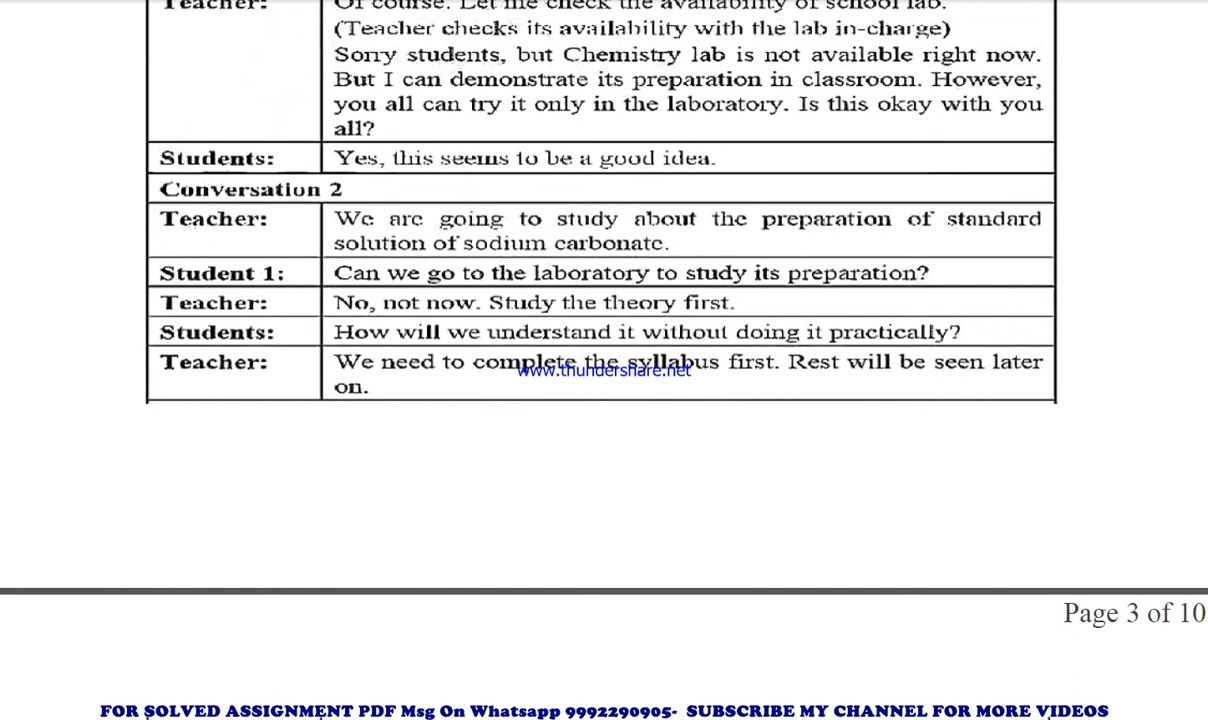 Teacher: Of course. Let me check the availability of school lab.
(Teacher checks its availability with the lab in-charge)
Sorry students, but Chemistry lab is not available right now.
But I can demonstrate its preparation in classroom. However,
you all can try it only in the laboratory. Is this okay with you
all?
Students: Yes, this seems to be a good idea.
Conversation 2
Teacher: We are going to study about the preparation of standard
solution of sodium carbonate.
Student 1: Can we go to the laboratory to study its preparation?
Teacher: No, not now. Study the theory first.
Students: How will we understand it without doing it practically?
Teacher: We need to complete the syllabus first. Rest will be seen later
www.thundershare.net
on.
Page 3 of 10
FOR SOLVED ASSIGNMENT PDF Msg On Whatsapp 9992290905- SUBSCRIBE MY CHANNEL FOR MORE VIDEOS